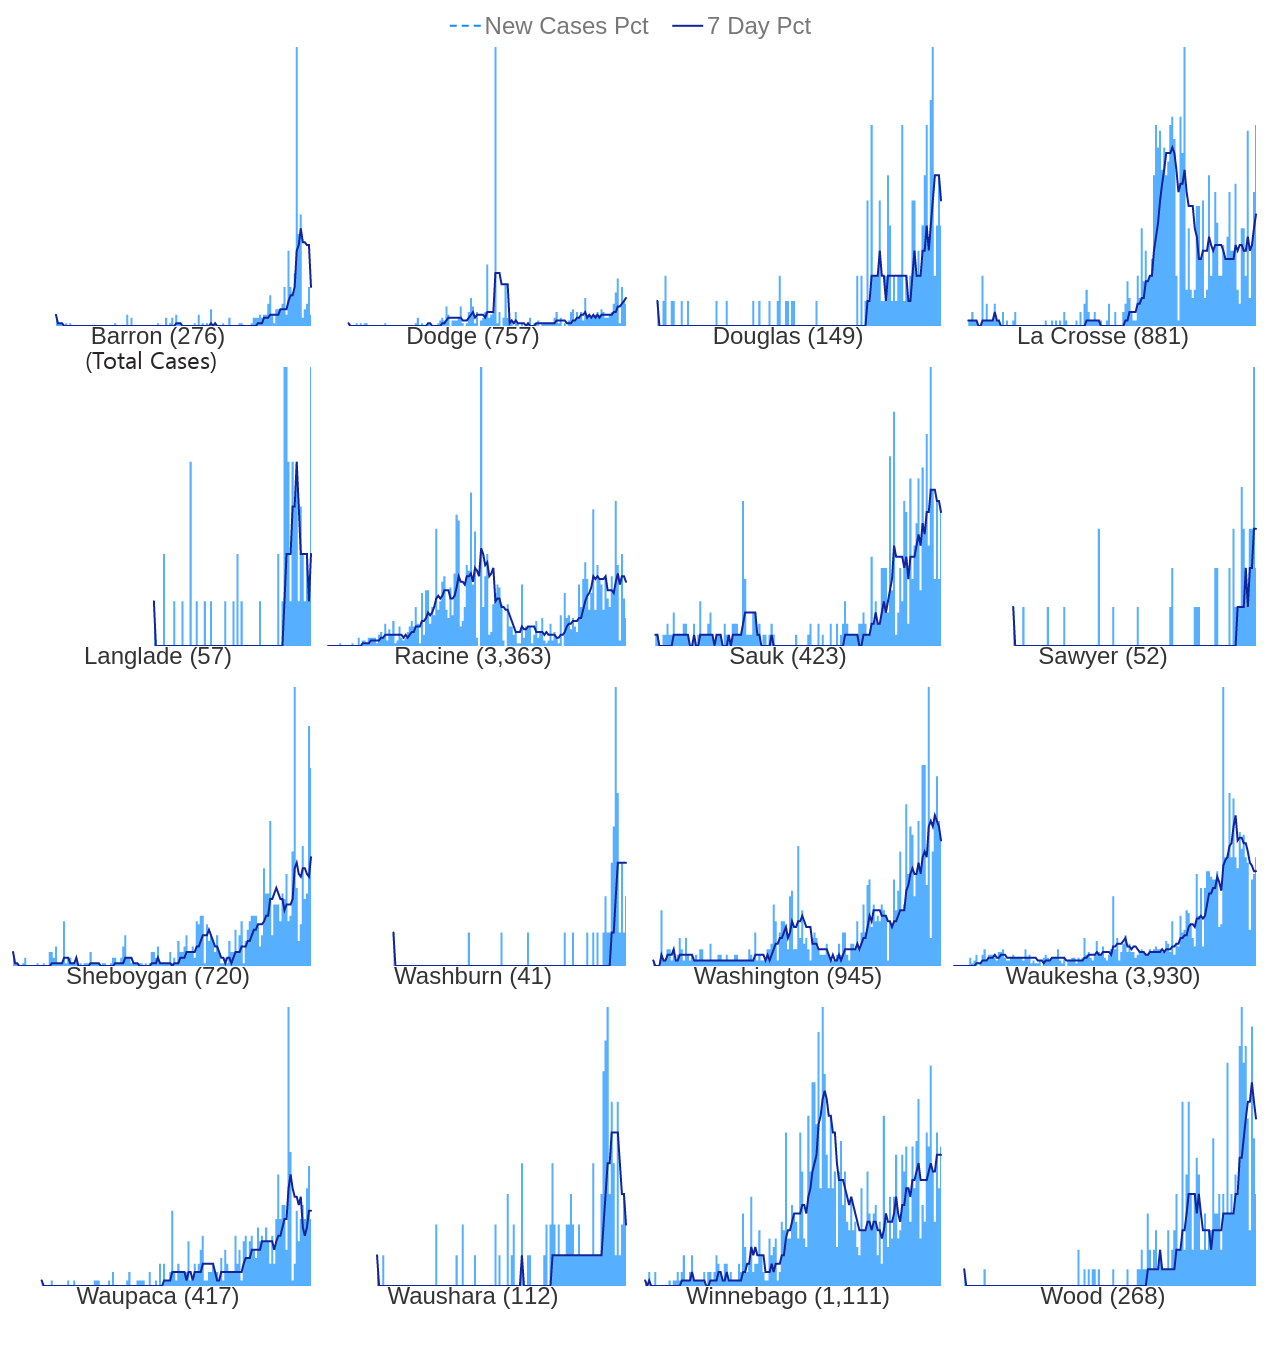 New Cases Pct 7 Day Pct
Barron (276) Dodge (757) Douglas (149) La Crosse (881)
(Total Cases)
Langlade (57) Racine (3,363) Sauk (423) Sawyer (52)
Sheboygan (720) Washburn (41) Washington (945) Waukesha (3,930)
Waupaca (417) Waushara (112) Winnebago (1,111) Wood (268)